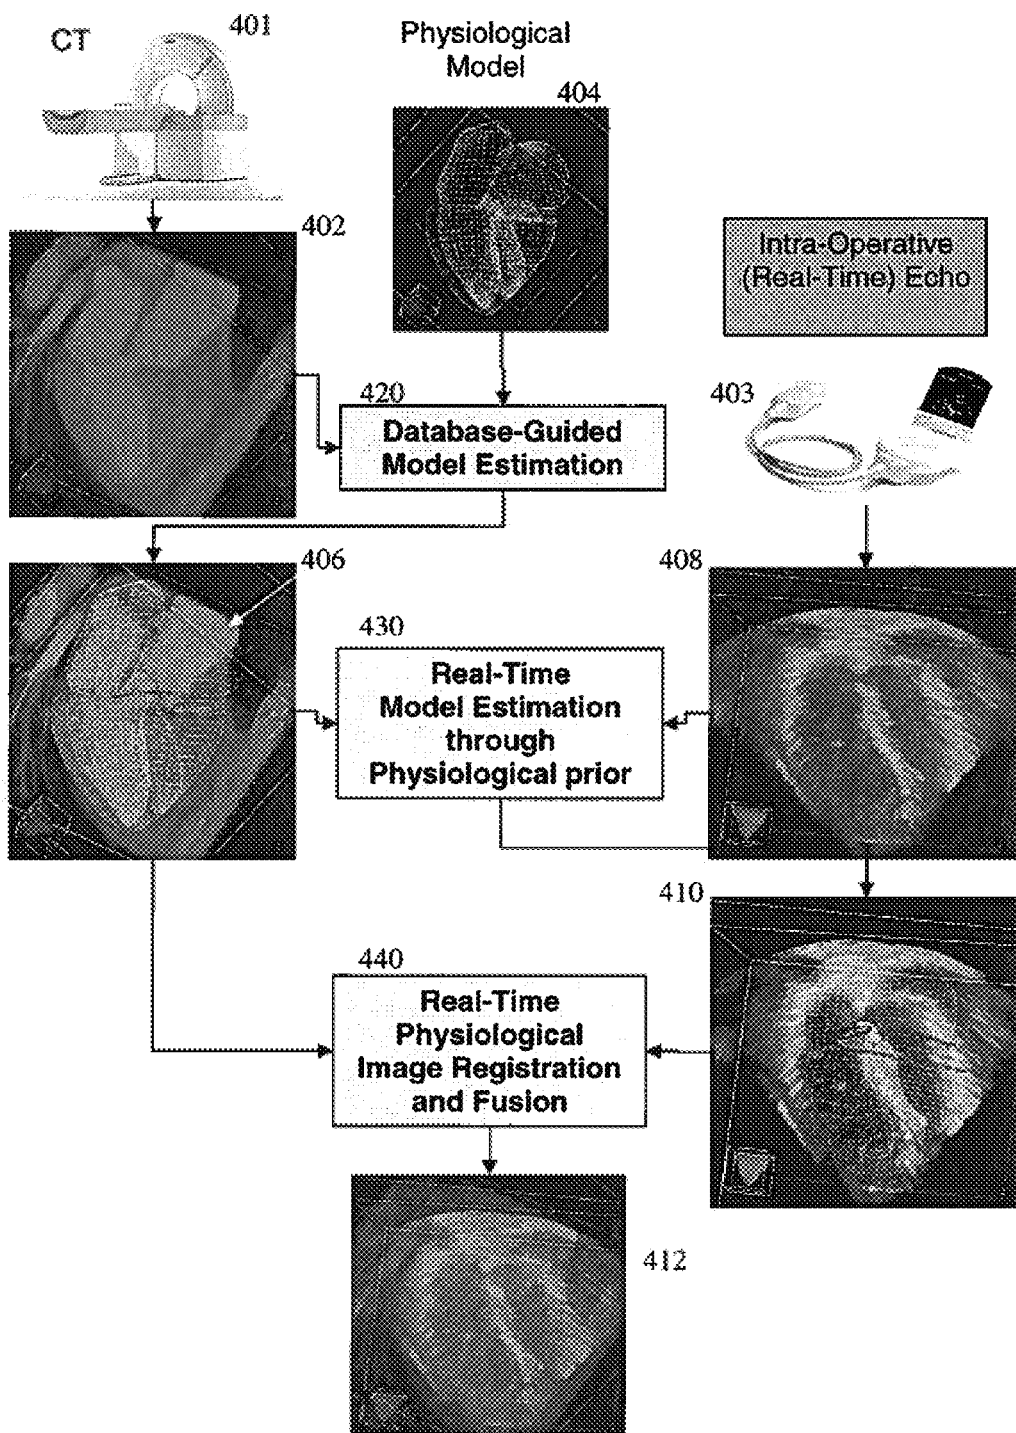 CT
401
Physiological
Model
404
402
Intra-Operative
(Real-Time) Echo
420
403
Database-Guided
Model Estimation
406
408
430
Real-Time
Model Estimation
through
Physiological prior
410
440
Real-Time
Physiological
Image Registration
and Fusion
412